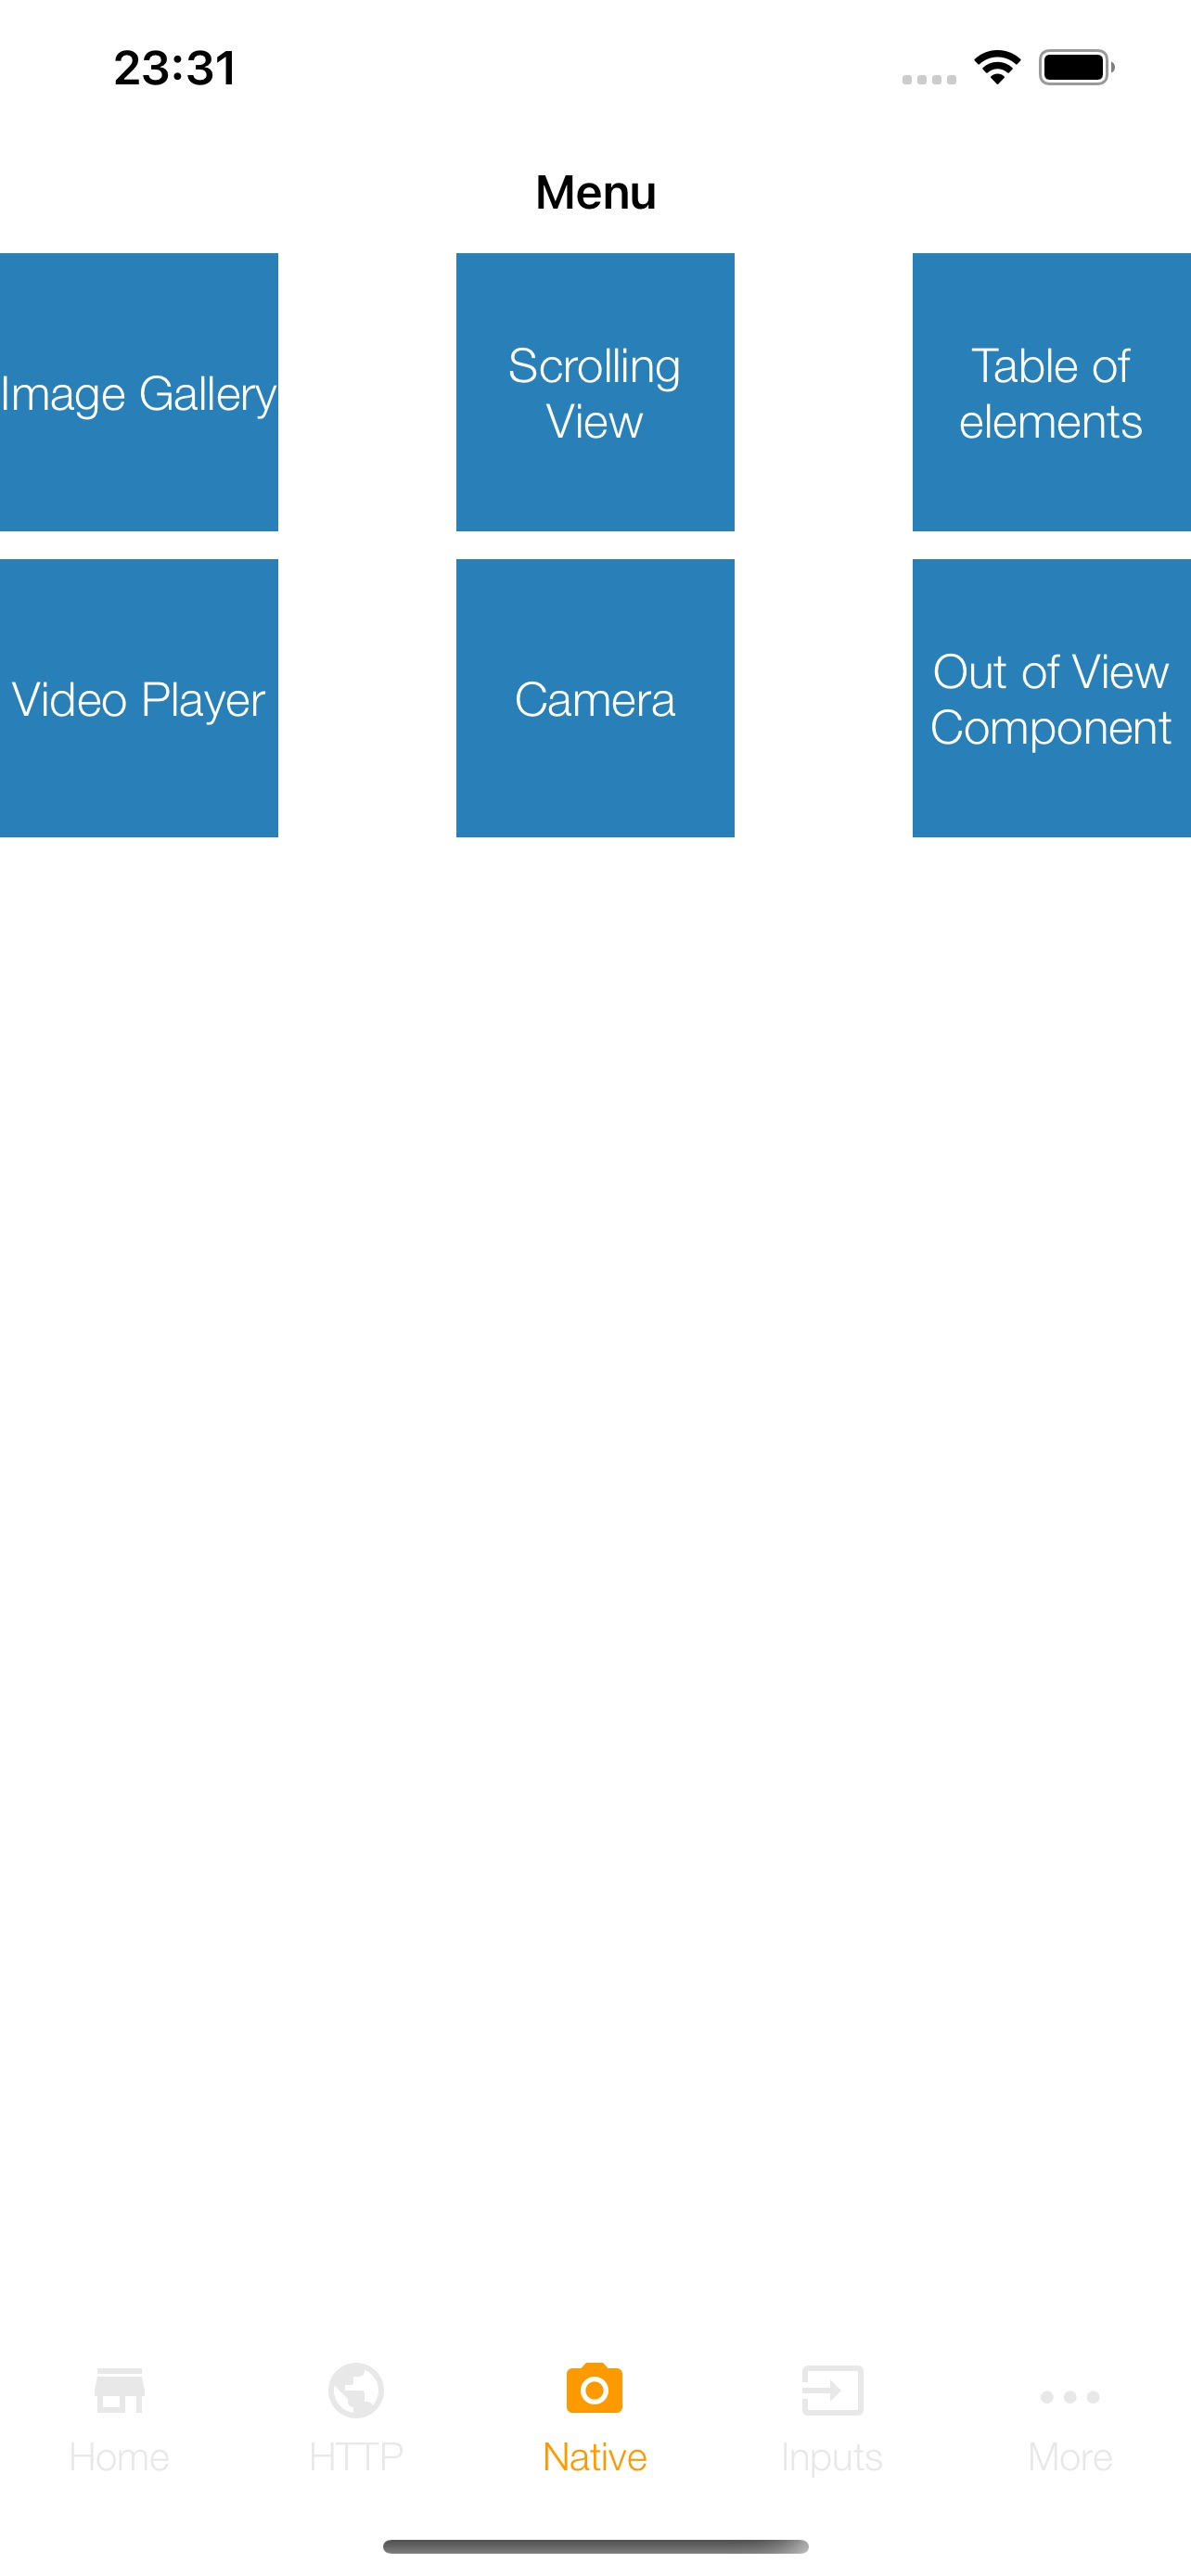 23:31
Menu
Image Gallery
Scrolling
View
Table of
elements
Video Player
Camera
Out of View
Component
Home
HTTP
Native
Inputs
More